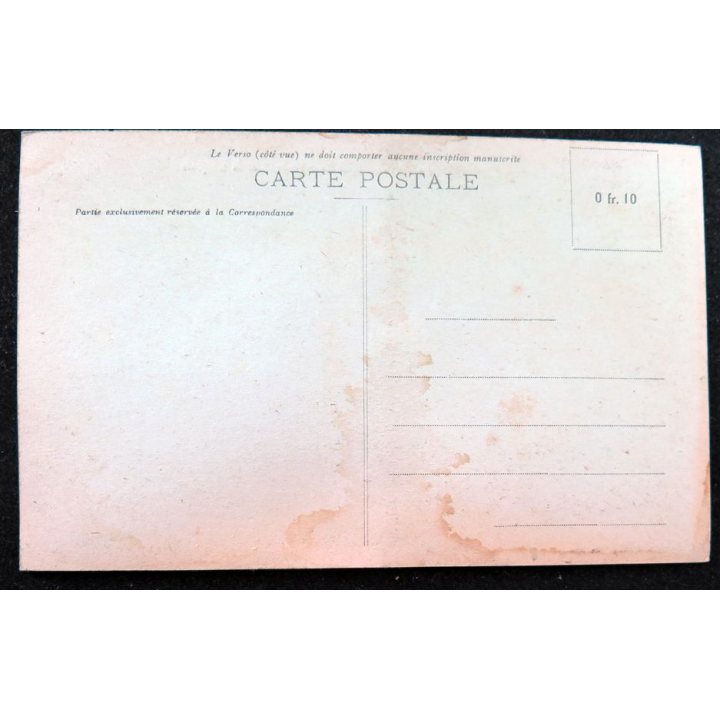 Le Verso (côté vue) ne doit comporter aucune inscription manuscrite
CARTE POSTALE
0 fr. 10
Partie exclusivement réservée à la Correspondance